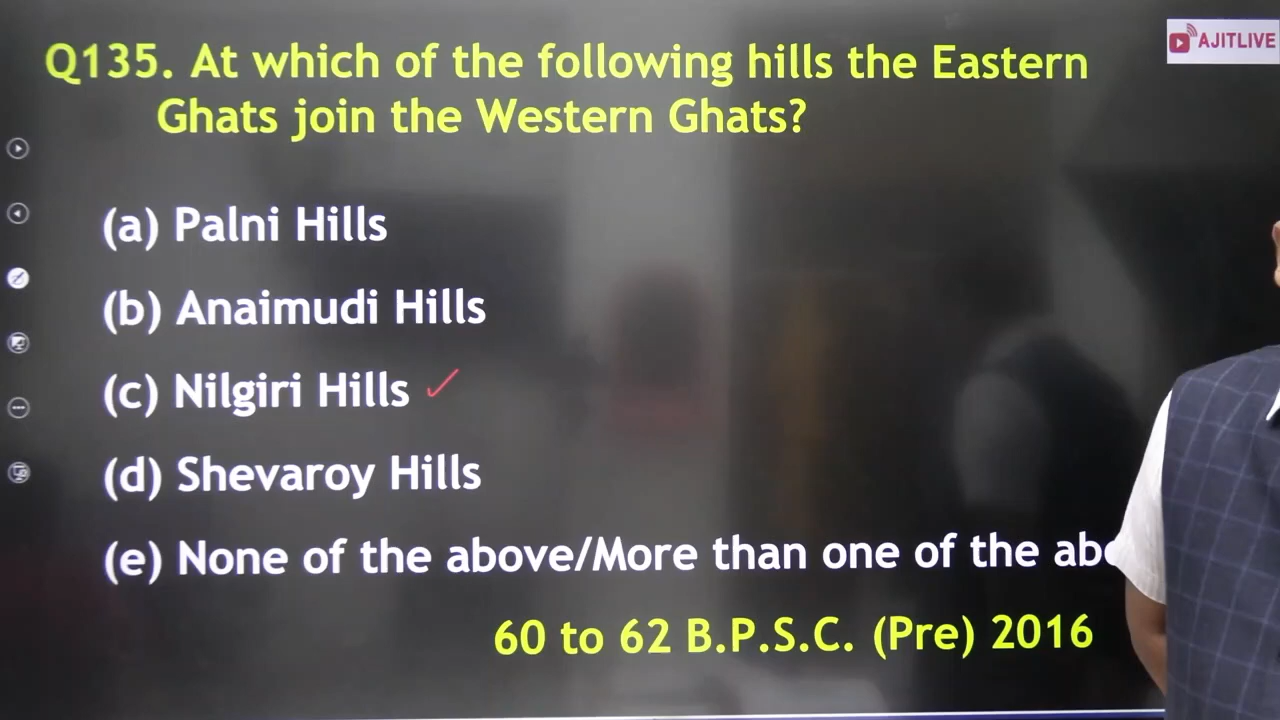 AJITLIVE
Q135. At which of the following hills the Eastern
Ghats join the Western Ghats?
(a) Palni Hills
(b) Anaimudi Hills
(c) Nilgiri Hills
(d) Shevaroy Hills
(e) None of the above/More than one of the
60 to 62 B.P.S.C. (Pre) 2016